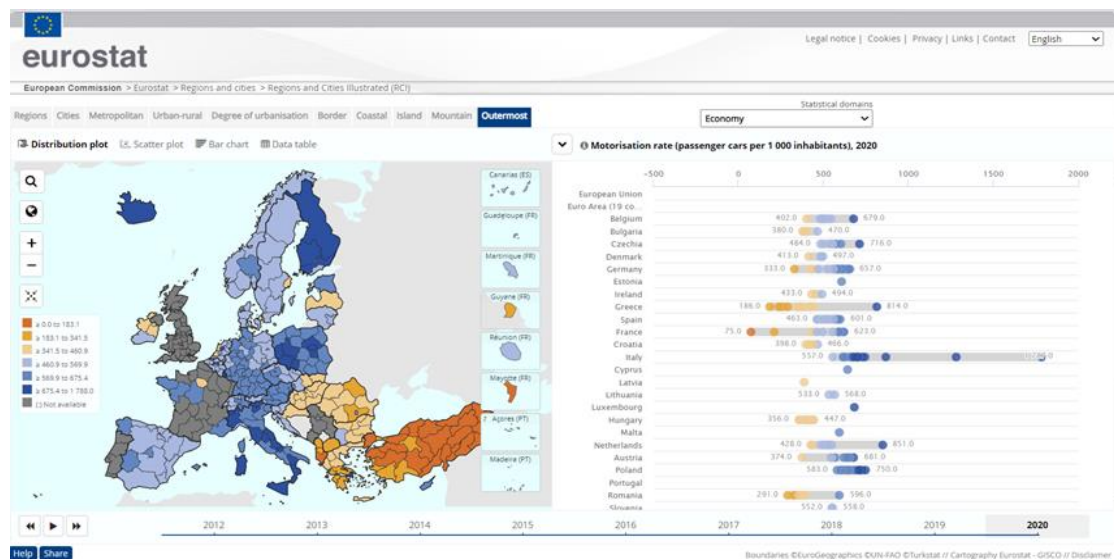 eurostat
Legal notice | Cookies | Privacy | Links | Contact English
European Commission > Eurostat > Regions and cities > Regions and Cities Illustrated (RCI)
Regions Cities Metropolitan Urban-rural Degree of urbanisation Border Coastal Island Mountain Outermost
Statistical domains
Economy
Distribution plot Scatter plot Bar chart Data table
Motorisation rate (passenger cars per 1 000 inhabitants), 2020
Canarias (ES)
Guadeloupe (FR)
Martinique (FR)
Guyane (FR)
Réunion (FR)
Mayotte (FR)
Açores (PT)
Madeira (PT)
≥ 0.0 to 183.1
≥ 183.1 to 341.5
≥ 341.5 to 460.9
≥ 460.9 to 569.9
≥ 569.9 to 675.4
≥ 675.4 to 1 788.0
(:) Not available
-500 0 500 1000 1500 2000
European Union
Euro Area (19 co...
Belgium 402.0 679.0
Bulgaria 380.0 470.0
Czechia 484.0 716.0
Denmark 413.0 497.0
Germany 333.0 657.0
Estonia
Ireland 433.0 494.0
Greece 186.0 814.0
Spain 463.0 601.0
France 75.0 623.0
Croatia 398.0 466.0
Italy 557.0
Cyprus
Latvia
Lithuania 533.0 568.0
Luxembourg
Hungary 356.0 447.0
Malta
Netherlands 428.0 851.0
Austria 374.0 681.0
Poland 583.0 750.0
Portugal
Romania 291.0 596.0
Slovenia 552.0 558.0
2012 2013 2014 2015 2016 2017 2018 2019 2020
Help Share
Boundaries ©EuroGeographics ©UN-FAO ©Turkstat // Cartography Eurostat - GISCO // Disclaimer